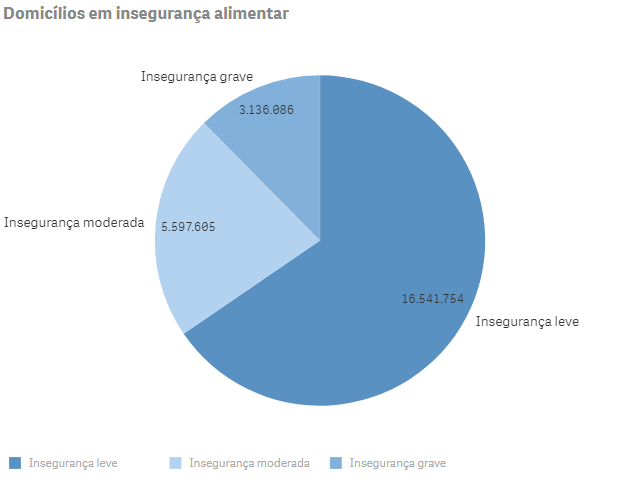 Domicílios em insegurança alimentar
Insegurança grave
3.136.086
Insegurança moderada
5.597.605
16.541.754
Insegurança leve
Insegurança leve
Insegurança moderada
Insegurança grave